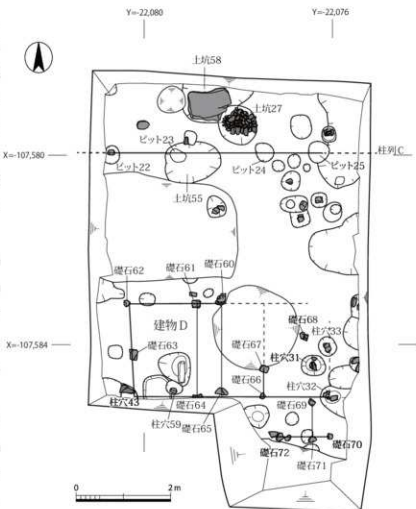 Y=-22,080
Y=-22,076
土坑58
土坑27
ピット23
X=-107,580
柱列C
ピット22
ピット24
ピット25
土坑55
礎石62
礎石61
礎石60
建物D
礎石68
柱穴33
礎石67
X=-107,584
礎石63
柱穴31
礎石66
柱穴32
礎石69
柱穴43
柱穴59
礎石64
礎石65
礎石72
礎石70
礎石71
0
2 m